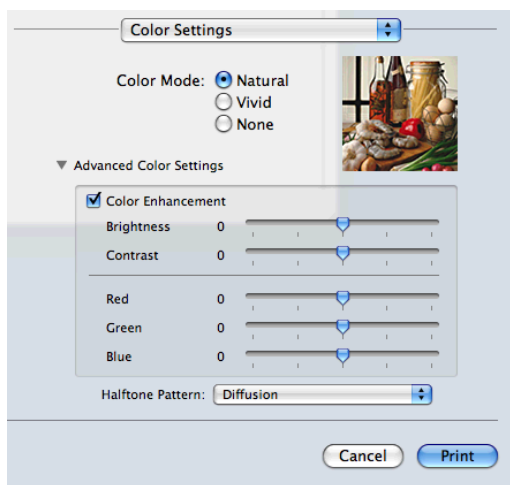 Color Settings
Color Mode: Natural
Vivid
None
Advanced Color Settings
Color Enhancement
Brightness 0
Contrast 0
Red 0
Green 0
Blue 0
Halftone Pattern: Diffusion
Cancel Print